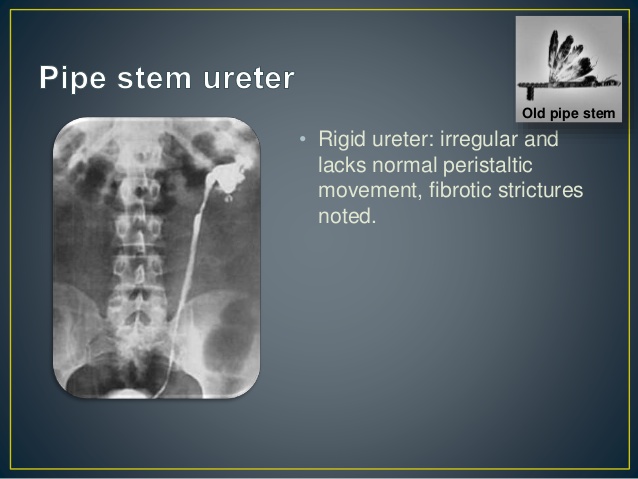 Pipe stem ureter
Old pipe stem
• Rigid ureter: irregular and
lacks normal peristaltic
movement, fibrotic strictures
noted.